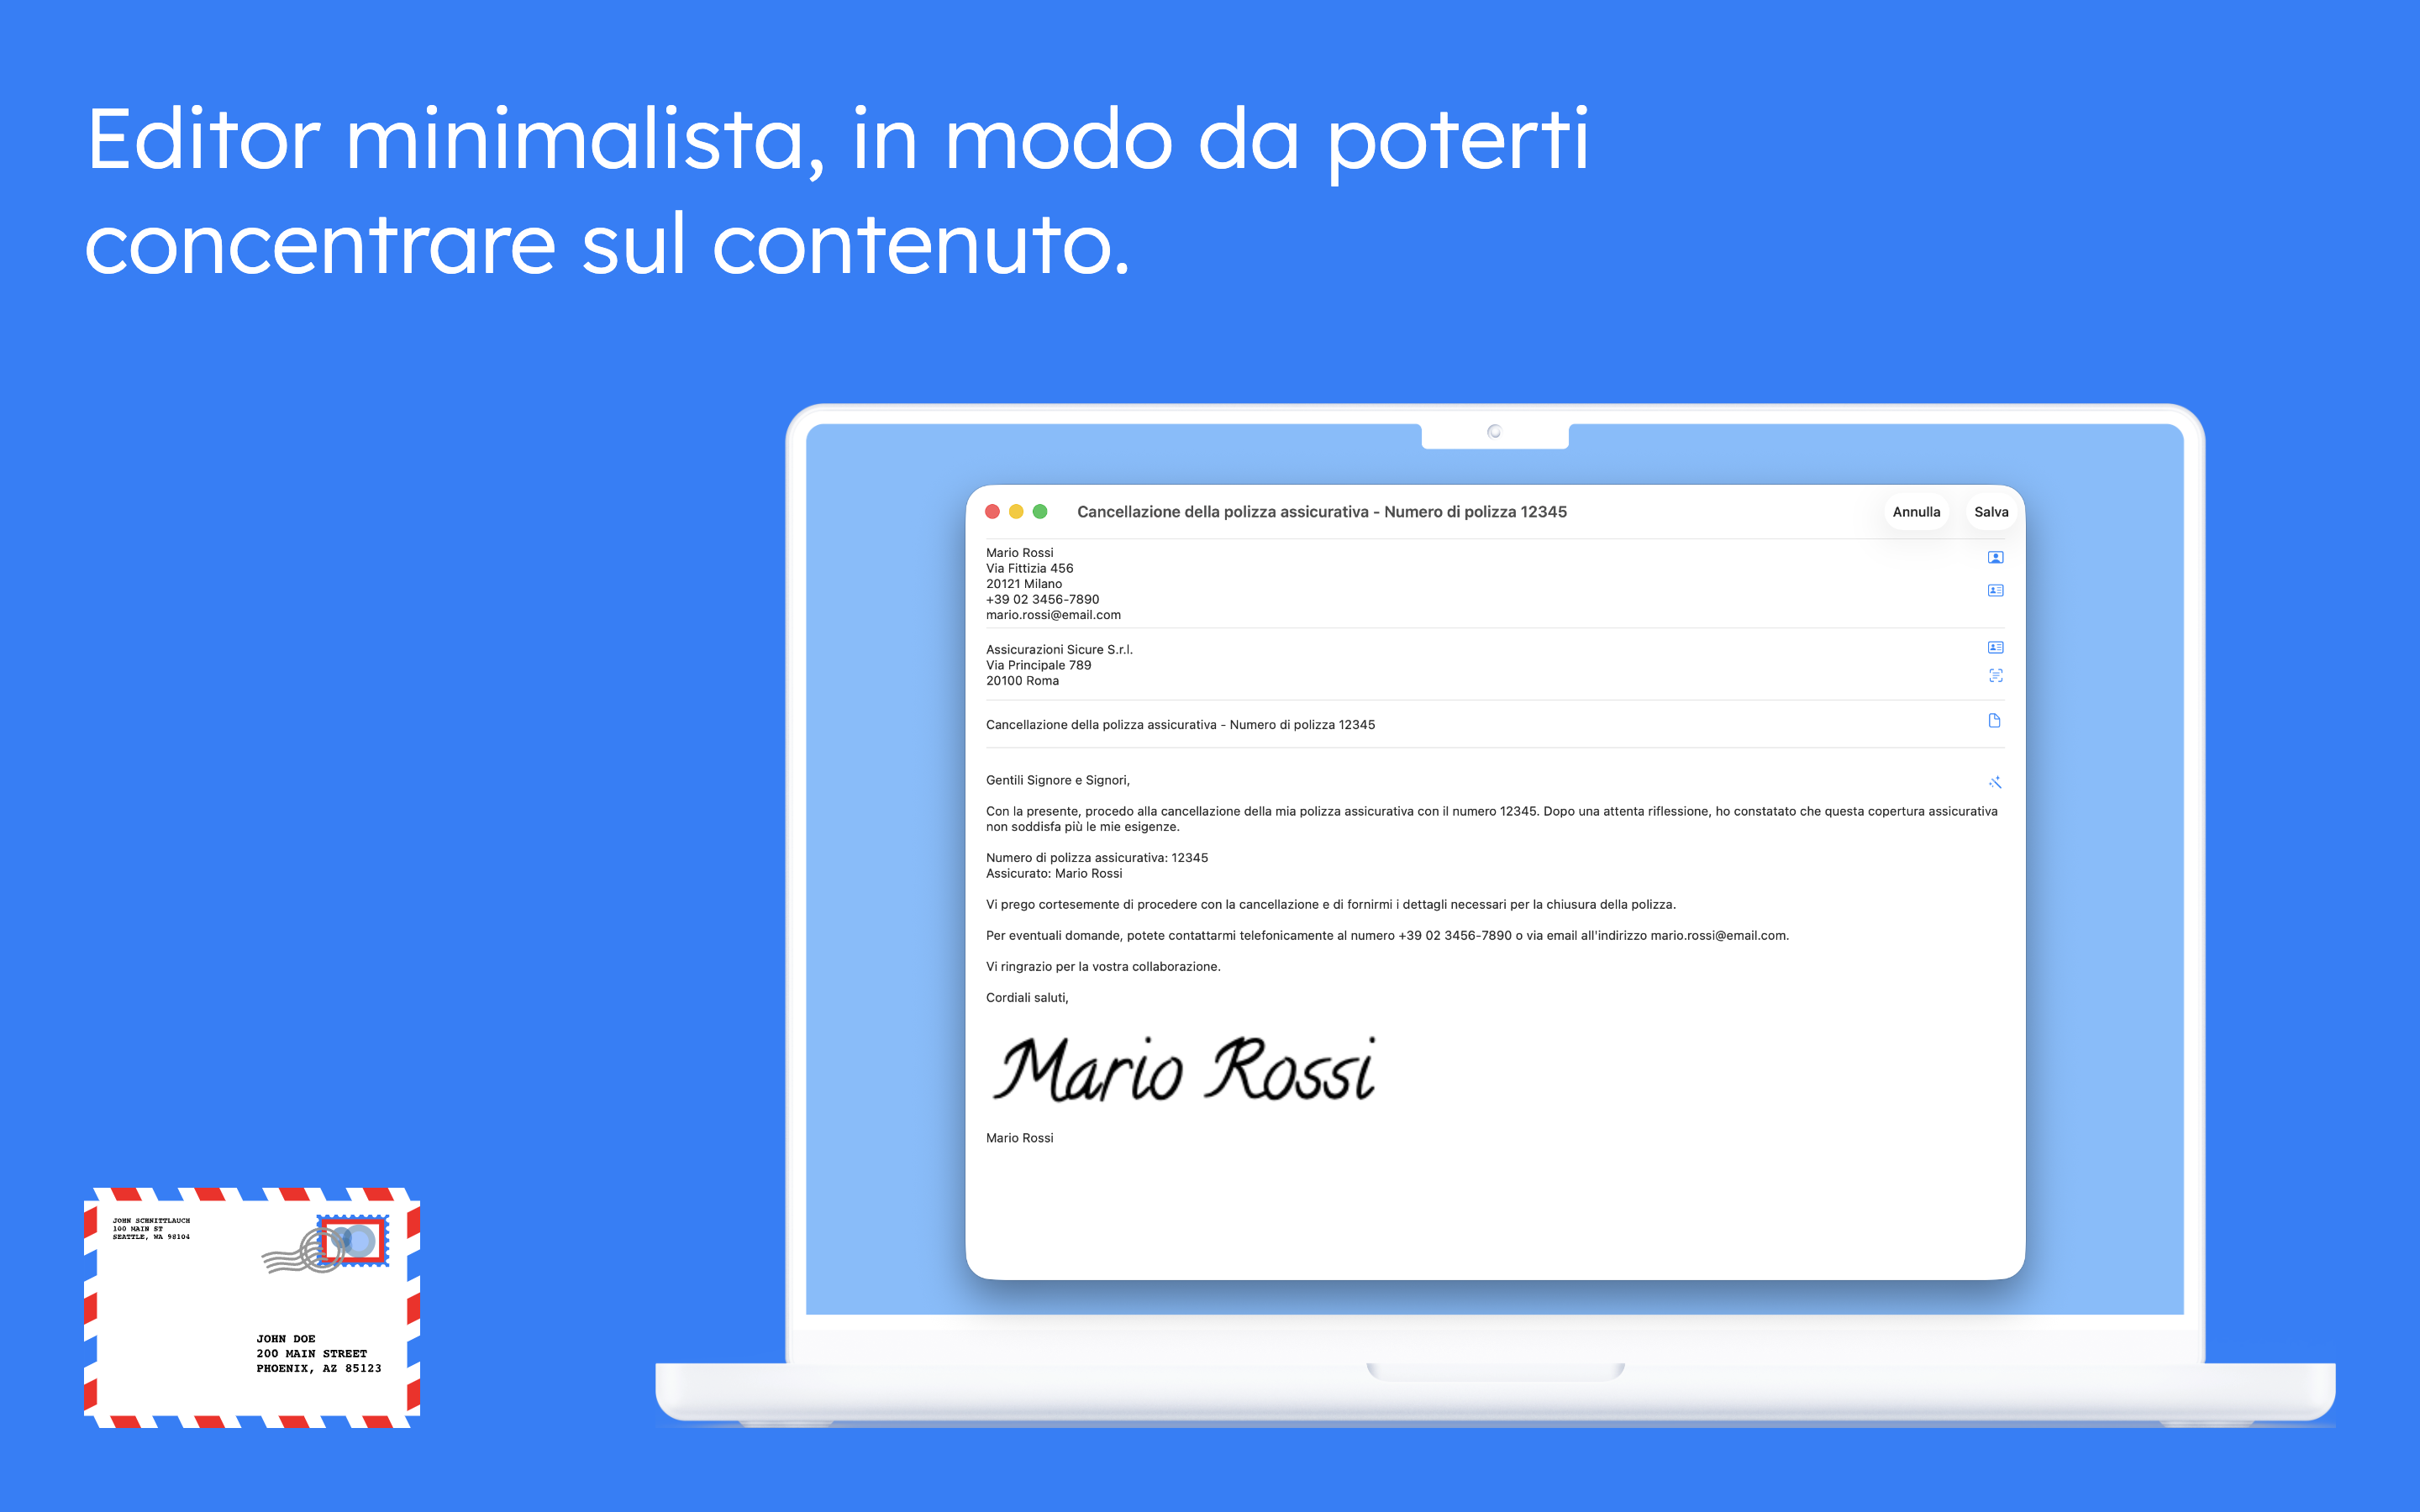 Editor minimalista, in modo da poterti
concentrare sul contenuto.
Cancellazione della polizza assicurativa - Numero di polizza 12345
Annulla
Salva
Mario Rossi
Via Fittizia 456
20121 Milano
+39 02 3456-7890
mario.rossi@email.com
Assicurazioni Sicure S.r.l.
Via Principale 789
20100 Roma
Cancellazione della polizza assicurativa - Numero di polizza 12345
Gentili Signore e Signori,
Con la presente, procedo alla cancellazione della mia polizza assicurativa con il numero 12345. Dopo una attenta riflessione, ho constatato che questa copertura assicurativa
non soddisfa più le mie esigenze.
Numero di polizza assicurativa: 12345
Assicurato: Mario Rossi
Vi prego cortesemente di procedere con la cancellazione e di fornirmi i dettagli necessari per la chiusura della polizza.
Per eventuali domande, potete contattarmi telefonicamente al numero +39 02 3456-7890 o via email all'indirizzo mario.rossi@email.com.
Vi ringrazio per la vostra collaborazione.
Cordiali saluti,
Mario Rossi
Mario Rossi
JOHN SCHNITTLAUCH
100 MAIN ST
SEATTLE, WA 98104
JOHN DOE
200 MAIN STREET
PHOENIX, AZ 85123